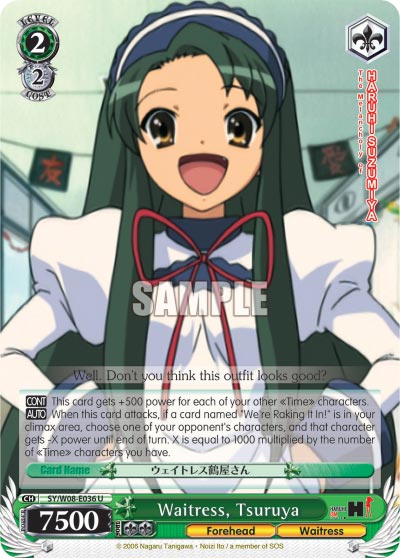 LEVEL
2
2
COST
The Melancholy of
HARUHI SUZUMIYA
友
SAMPLE
Well. Don't you think this outfit looks good?
CONT This card gets +500 power for each of your other «Time» characters.
AUTO When this card attacks, if a card named "We're Raking It In!" is in your
climax area, choose one of your opponent's characters, and that character
gets -X power until end of turn. X is equal to 1000 multiplied by the number
of «Time» characters you have.
Card Name ウェイトレス鶴屋さん
CH SY/W08-E036 U
Waitress, Tsuruya
POWER 7500
SOUL
Forehead Waitress
© 2006 Nagaru Tanigawa • Noizi Ito / a member of SOS